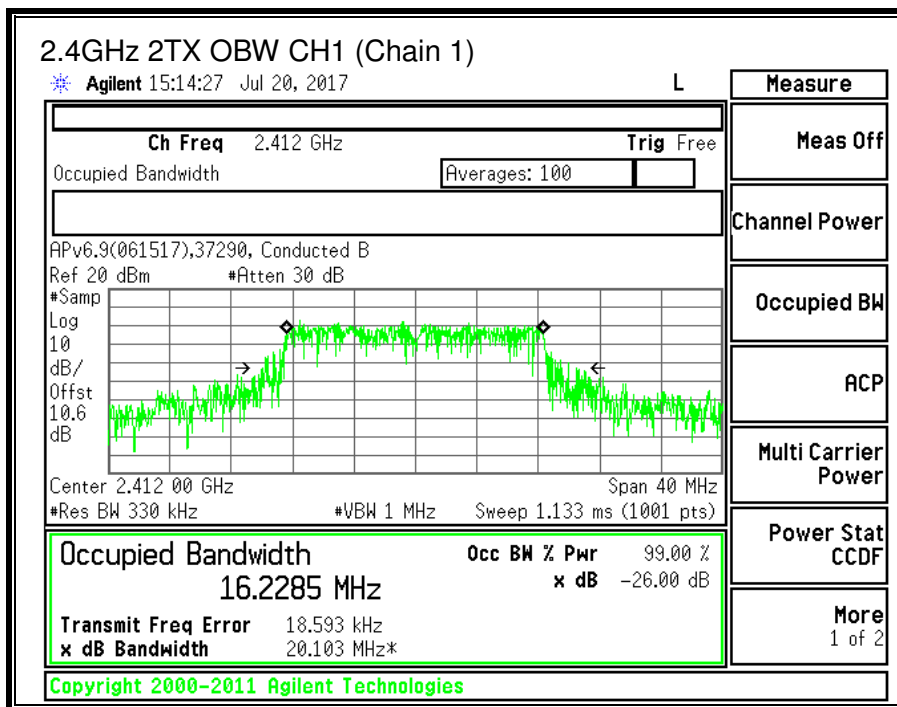 2.4GHz 2TX OBW CH1 (Chain 1)
Agilent 15:14:27 Jul 20, 2017 L
Measure
Ch Freq 2.412 GHz Trig Free
Meas Off
Occupied Bandwidth Averages: 100
Channel Power
APv6.9(061517),37290, Conducted B
Ref 20 dBm #Atten 30 dB
#Samp
Occupied BW
Log
10
dB/
ACP
Offst
10.6
dB
Multi Carrier
Power
Center 2.412 00 GHz Span 40 MHz
#Res BW 330 kHz #VBW 1 MHz Sweep 1.133 ms (1001 pts)
Power Stat
CCDF
Occupied Bandwidth Occ BW % Pwr 99.00 %
16.2285 MHz x dB -26.00 dB
More
1 of 2
Transmit Freq Error 18.593 kHz
x dB Bandwidth 20.103 MHz*
Copyright 2000-2011 Agilent Technologies